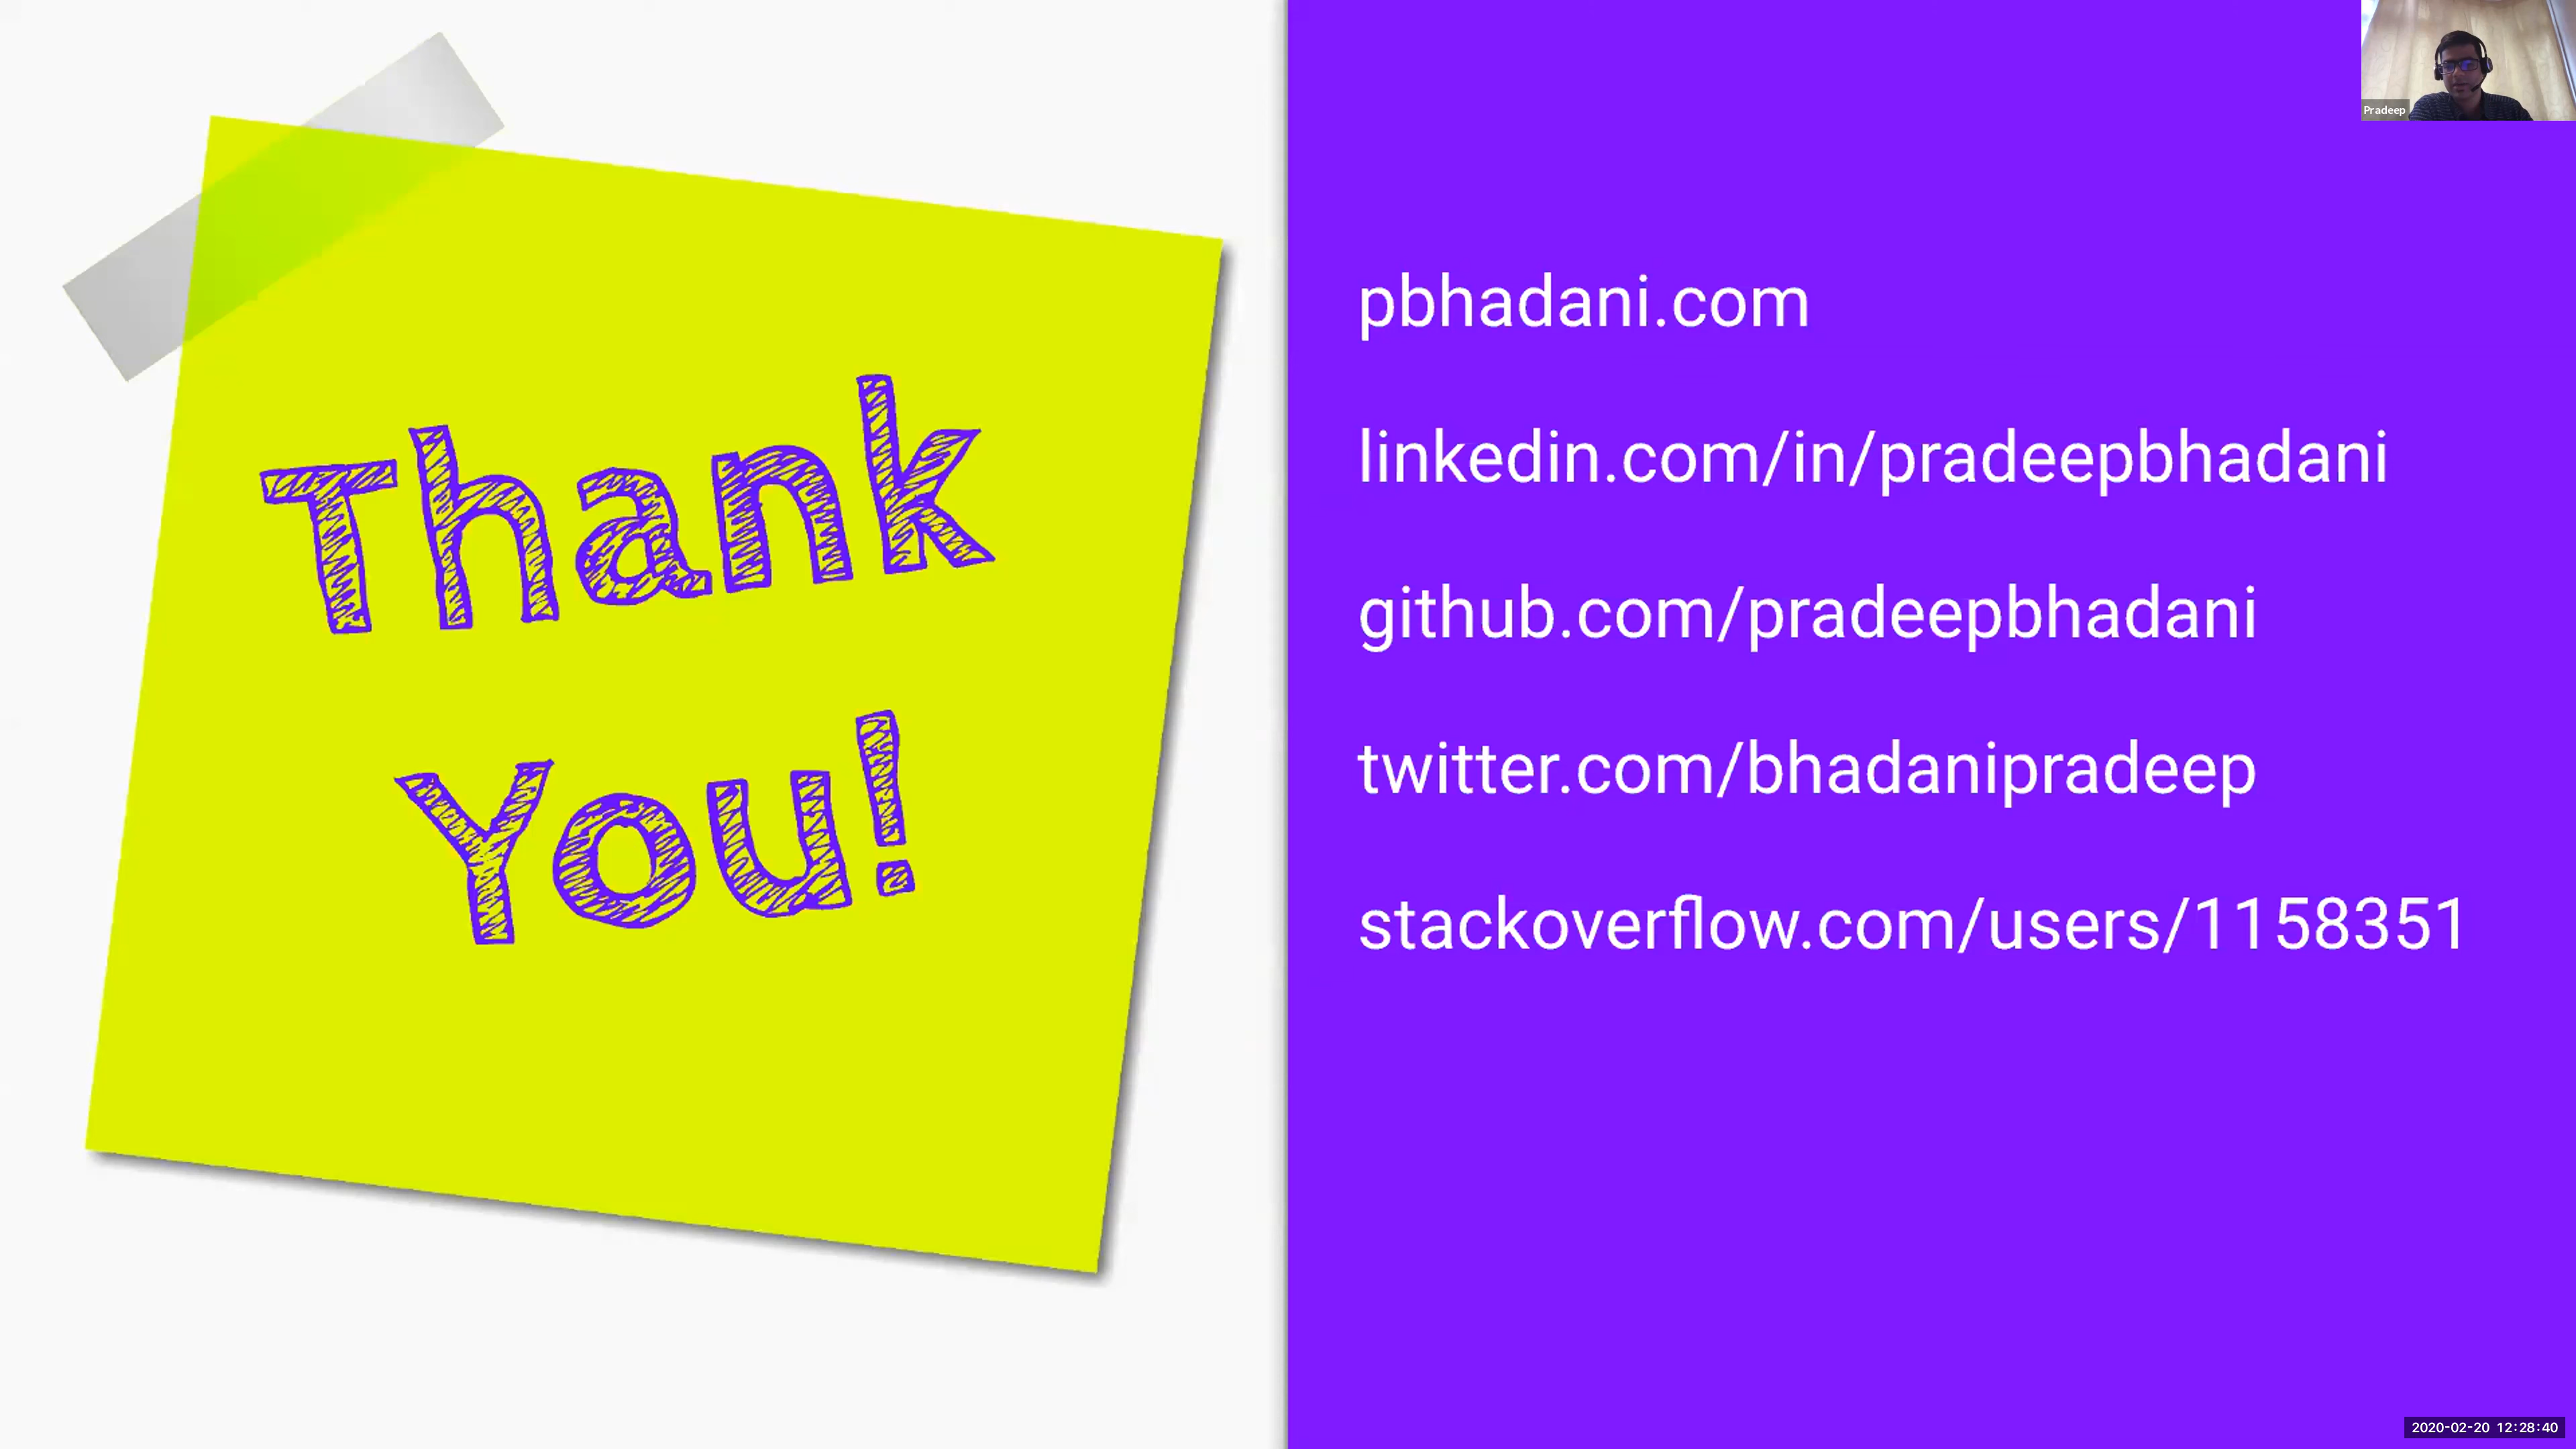 Thank
You!
pbhadani.com
linkedin.com/in/pradeepbhadani
github.com/pradeepbhadani
twitter.com/bhadanipradeep
stackoverflow.com/users/1158351
Pradeep
2020-02-20 12:28:40